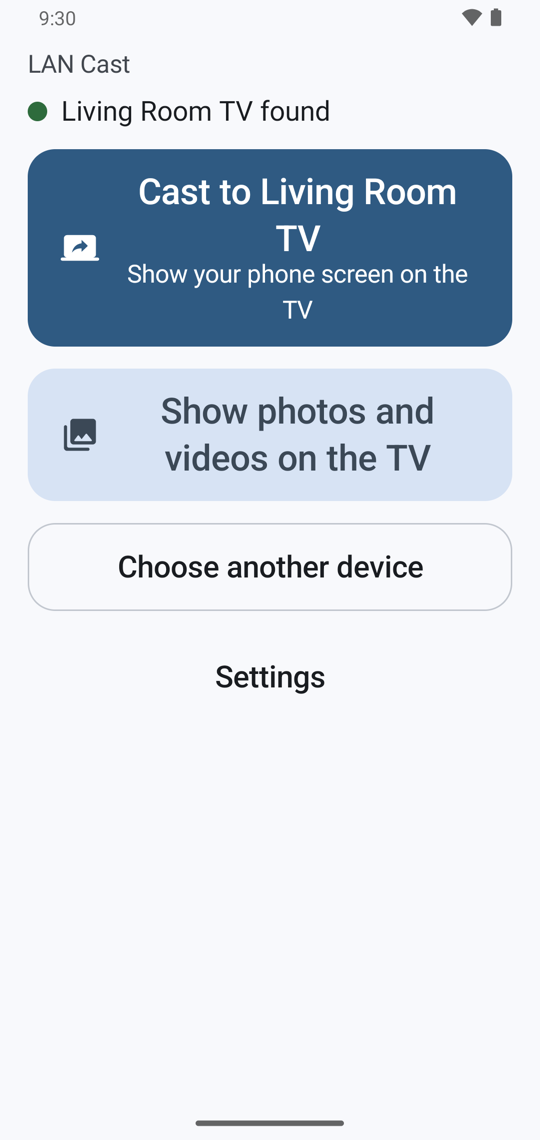 9:30
LAN Cast
Living Room TV found
Cast to Living Room
TV
Show your phone screen on the
TV
Show photos and
videos on the TV
Choose another device
Settings